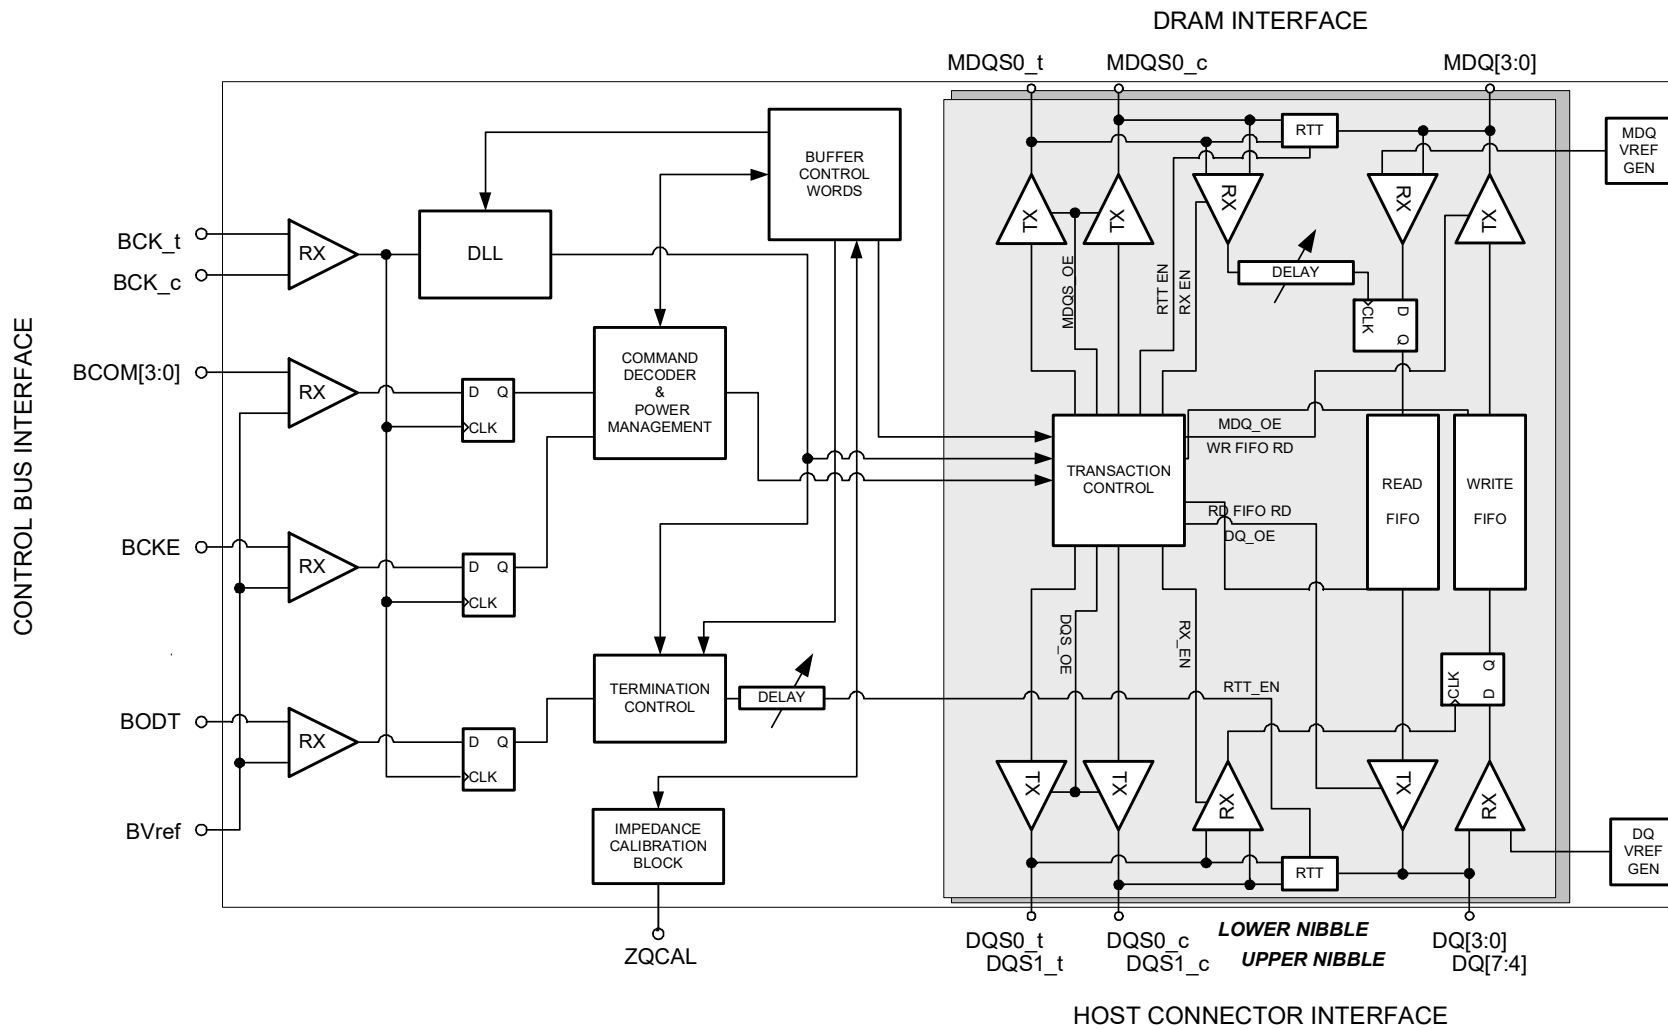 DRAM INTERFACE
MDQS0_t
MDQS0_c
MDQ[3:0]
CONTROL BUS INTERFACE
BCK_t
BCK_c
BCOM[3:0]
BCKE
BODT
BVref
RX
RX
RX
RX
DLL
BUFFER
CONTROL
WORDS
D Q
CLK
D Q
CLK
D Q
CLK
COMMAND
DECODER
&
POWER
MANAGEMENT
TERMINATION
CONTROL
DELAY
IMPEDANCE
CALIBRATION
BLOCK
ZQCAL
RTT
MDQ
VREF
GEN
TX
TX
RX
RX
TX
MDQS_OE
RTT EN
RX EN
DELAY
CLK
D
Q
TRANSACTION
CONTROL
MDQ_OE
WR FIFO RD
RD FIFO RD
DQ_OE
READ
FIFO
WRITE
FIFO
DQS_OE
RX_EN
RTT_EN
CLK
Q
D
TX
TX
RX
TX
RX
RTT
DQ
VREF
GEN
DQS0_t
DQS1_t
DQS0_c
DQS1_c
LOWER NIBBLE
UPPER NIBBLE
DQ[3:0]
DQ[7:4]
HOST CONNECTOR INTERFACE